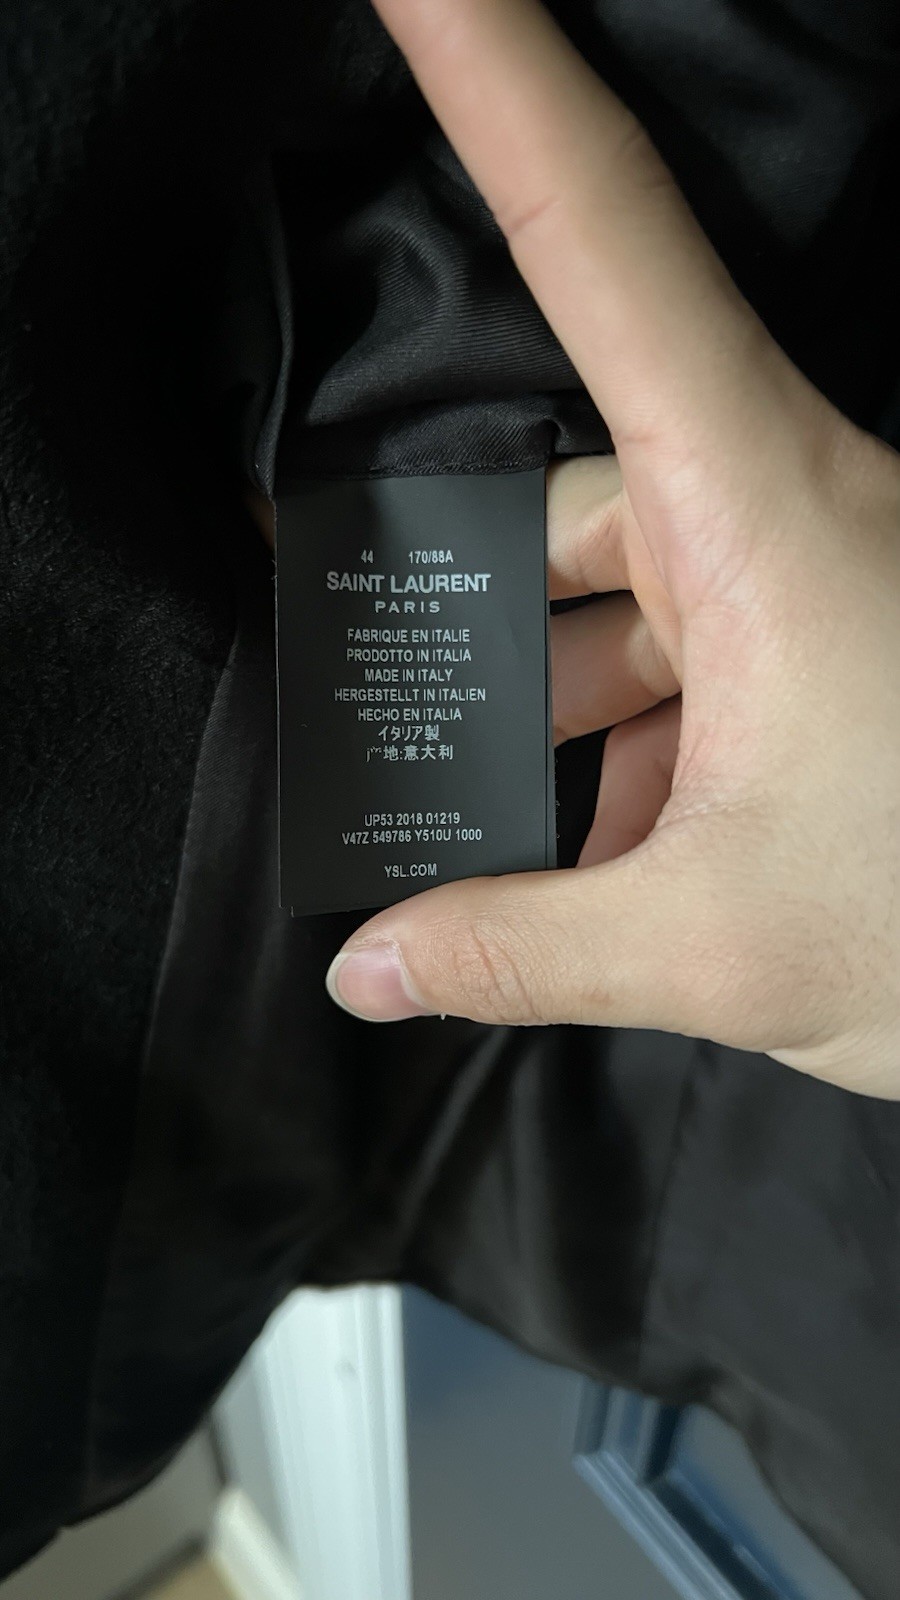 44 170/88A
SAINT LAURENT
PARIS
FABRIQUE EN ITALIE
PRODOTTO IN ITALIA
MADE IN ITALY
HERGESTELLT IN ITALIEN
HECHO EN ITALIA
イタリア製
地:意大利
UP53 2018 01219
V47Z 549786 Y510U 1000
YSL.COM